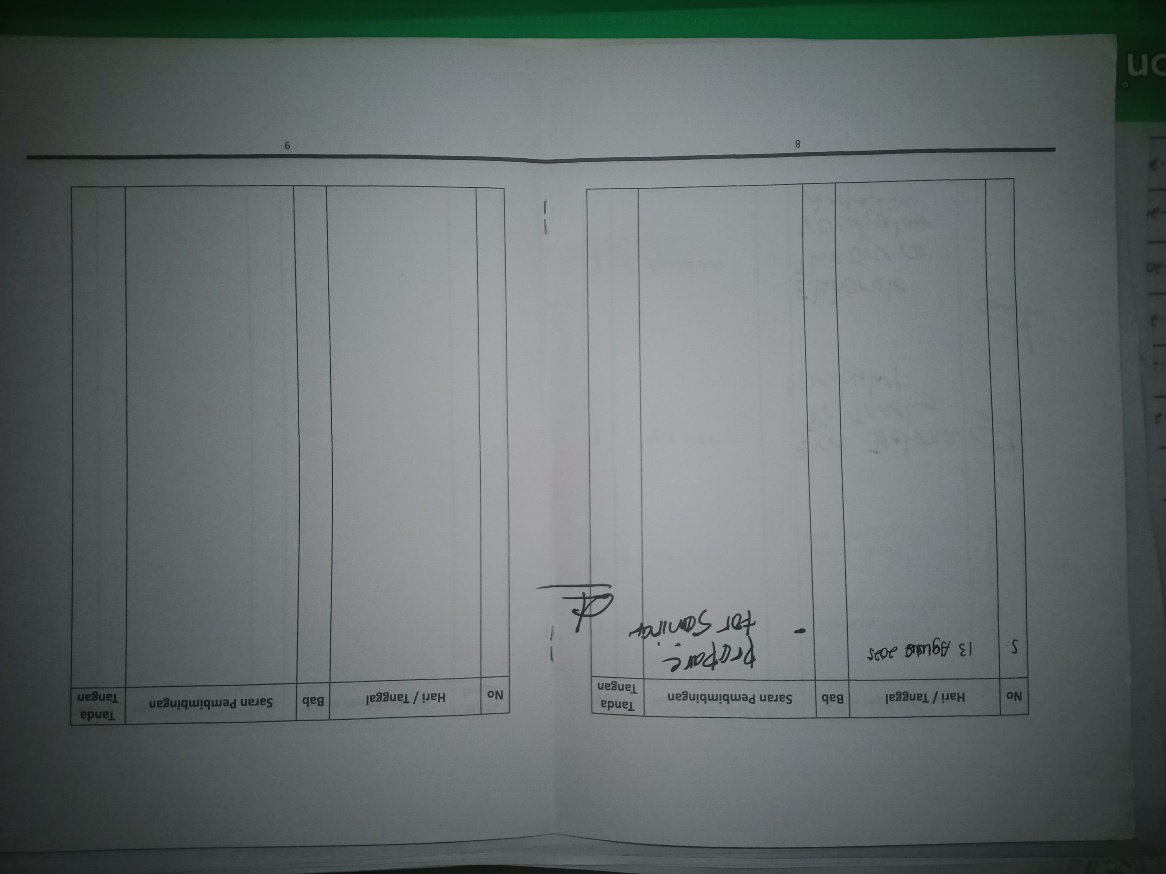 No Hari / Tanggal Bab Saran Pembimbingan Tanda Tangan
5 13 Agustus 2025 - prepare
for Seminar
8
No Hari / Tanggal Bab Saran Pembimbingan Tanda Tangan
9